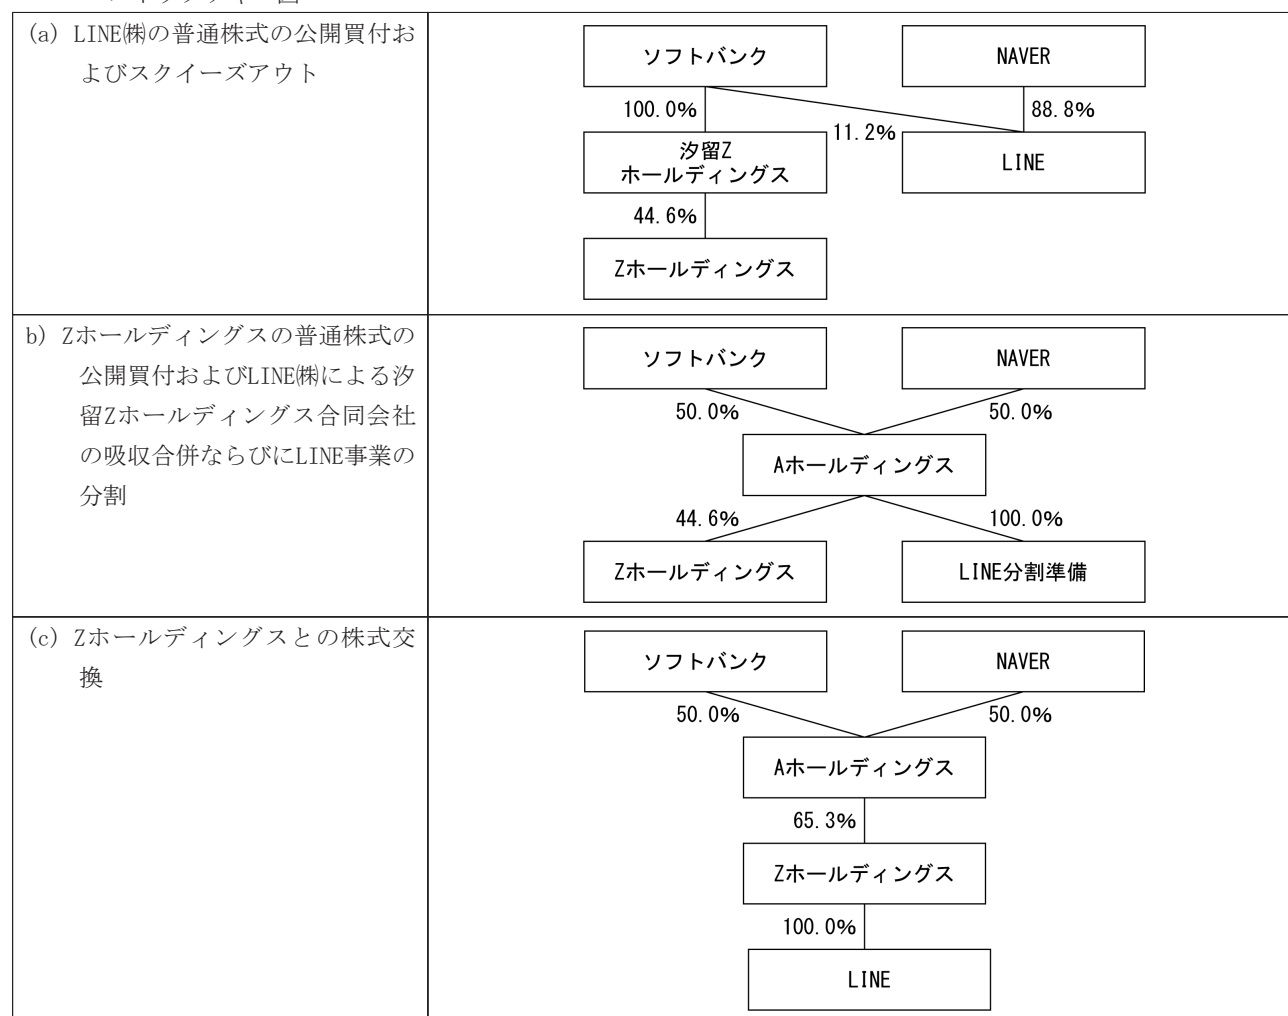 (a) LINE㈱の普通株式の公開買付お
よびスクイーズアウト
ソフトバンク
NAVER
100.0%
11.2%
88.8%
汐留Z
ホールディングス
LINE
44.6%
Zホールディングス
b) Zホールディングスの普通株式の
公開買付およびLINE㈱による汐
留Zホールディングス合同会社
の吸収合併ならびにLINE事業の
分割
ソフトバンク
NAVER
50.0%
50.0%
Aホールディングス
44.6%
100.0%
Zホールディングス
LINE分割準備
(c) Zホールディングスとの株式交
換
ソフトバンク
NAVER
50.0%
50.0%
Aホールディングス
65.3%
Zホールディングス
100.0%
LINE